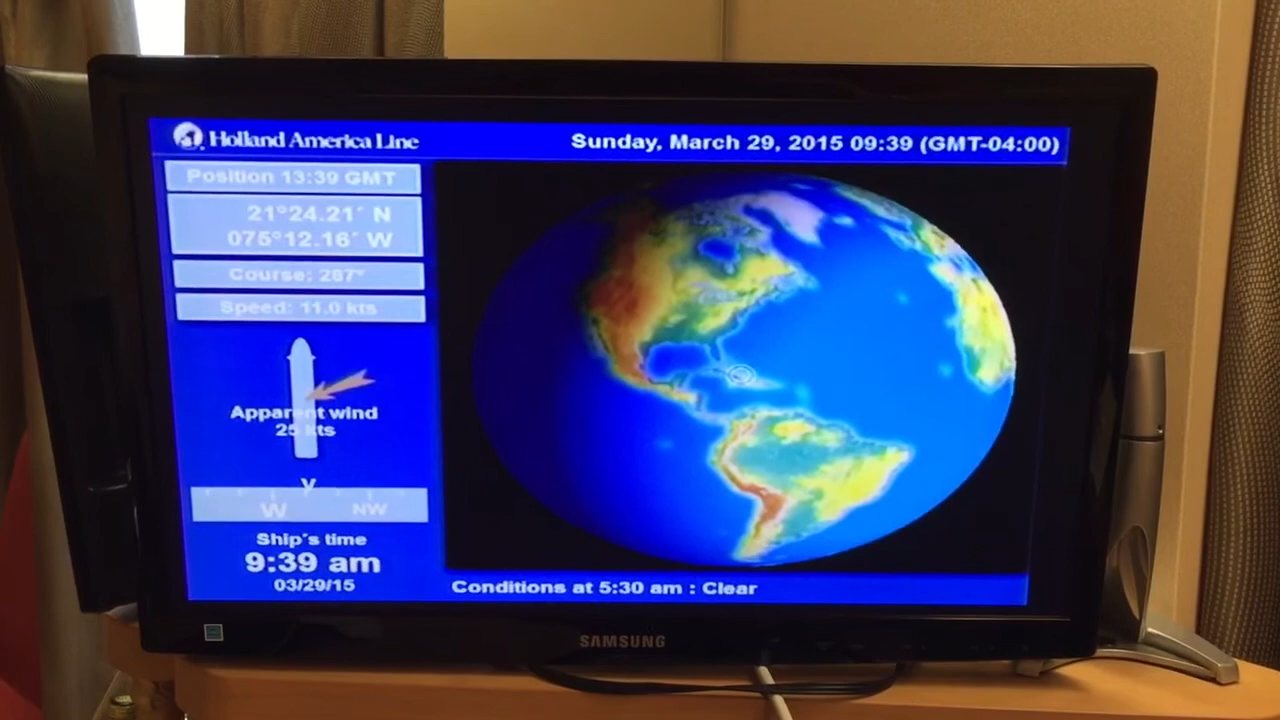 Holland America Line
Sunday, March 29, 2015 09:39 (GMT-04:00)
Position 13:39 GMT
21°24.21´ N
075°12.16´ W
Course: 287°
Speed: 11.0 kts
Apparent wind
25 kts
W NW
Ship´s time
9:39 am
03/29/15
Conditions at 5:30 am : Clear
SAMSUNG